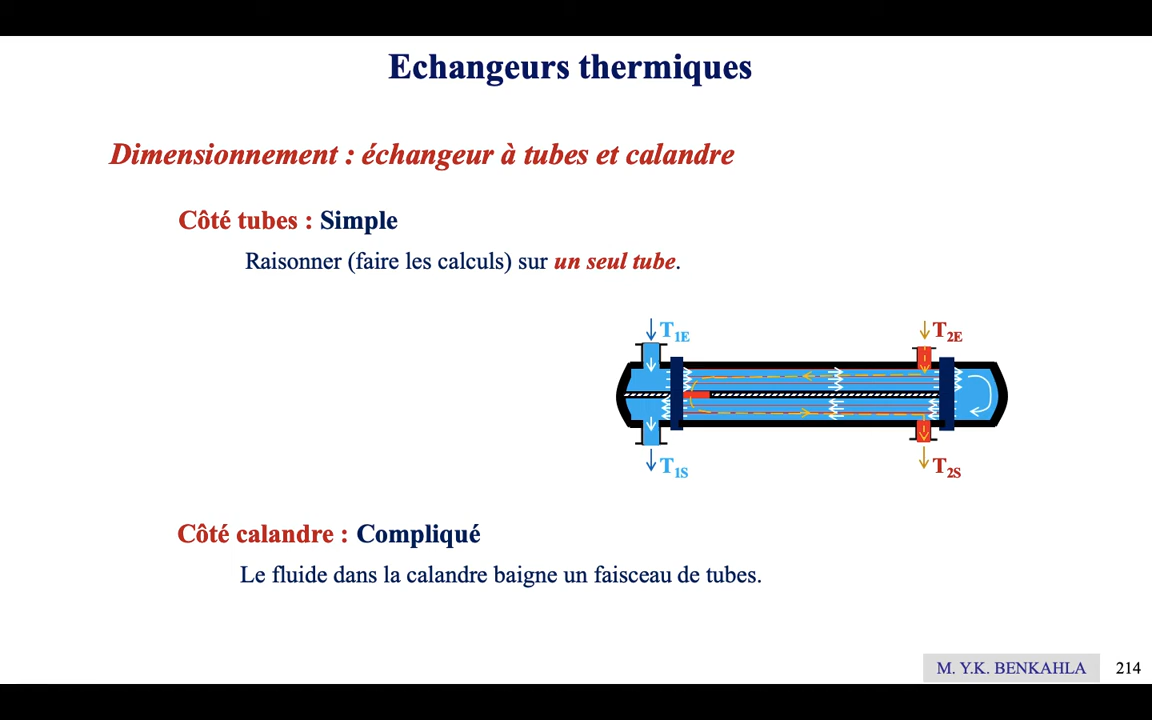 Echangeurs thermiques
Dimensionnement : échangeur à tubes et calandre
Côté tubes : Simple
Raisonner (faire les calculs) sur un seul tube.
T1E
T2E
T1S
T2S
Côté calandre : Compliqué
Le fluide dans la calandre baigne un faisceau de tubes.
M. Y.K. BENKAHLA
214